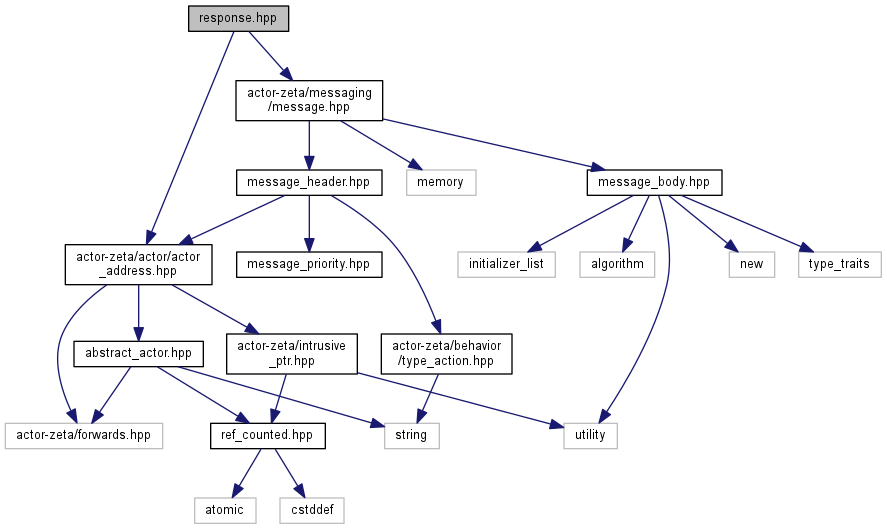 response.hpp
actor-zeta/messaging
/message.hpp
message_header.hpp
memory
message_body.hpp
actor-zeta/actor/actor
_address.hpp
message_priority.hpp
initializer_list
algorithm
new
type_traits
abstract_actor.hpp
actor-zeta/intrusive
_ptr.hpp
actor-zeta/behavior
/type_action.hpp
actor-zeta/forwards.hpp
ref_counted.hpp
string
utility
atomic
cstddef